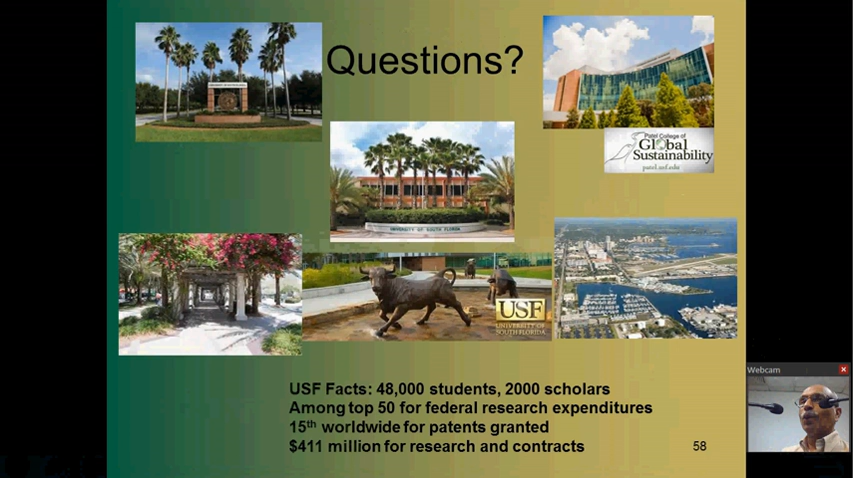 Questions?
Patel College of
Global
Sustainability
patel.usf.edu
UNIVERSITY OF SOUTH FLORIDA
USF
UNIVERSITY OF
SOUTH FLORIDA
USF Facts: 48,000 students, 2000 scholars
Among top 50 for federal research expenditures
15th worldwide for patents granted
$411 million for research and contracts
58
Webcam